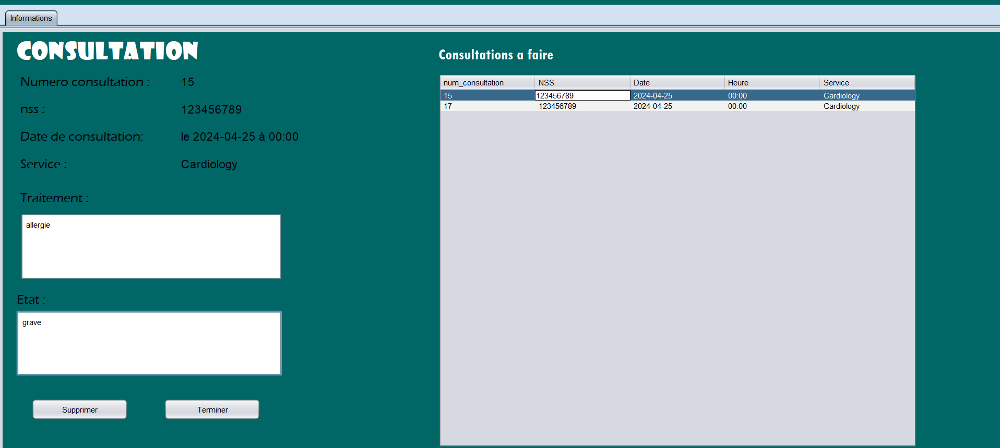 Informations
CONSULTATION
Numero consultation : 15
nss : 123456789
Date de consultation: le 2024-04-25 à 00:00
Service : Cardiology
Traitement :
allergie
Etat :
grave
Supprimer Terminer
Consultations a faire
num_consultation NSS Date Heure Service
15 123456789 2024-04-25 00:00 Cardiology
17 123456789 2024-04-25 00:00 Cardiology